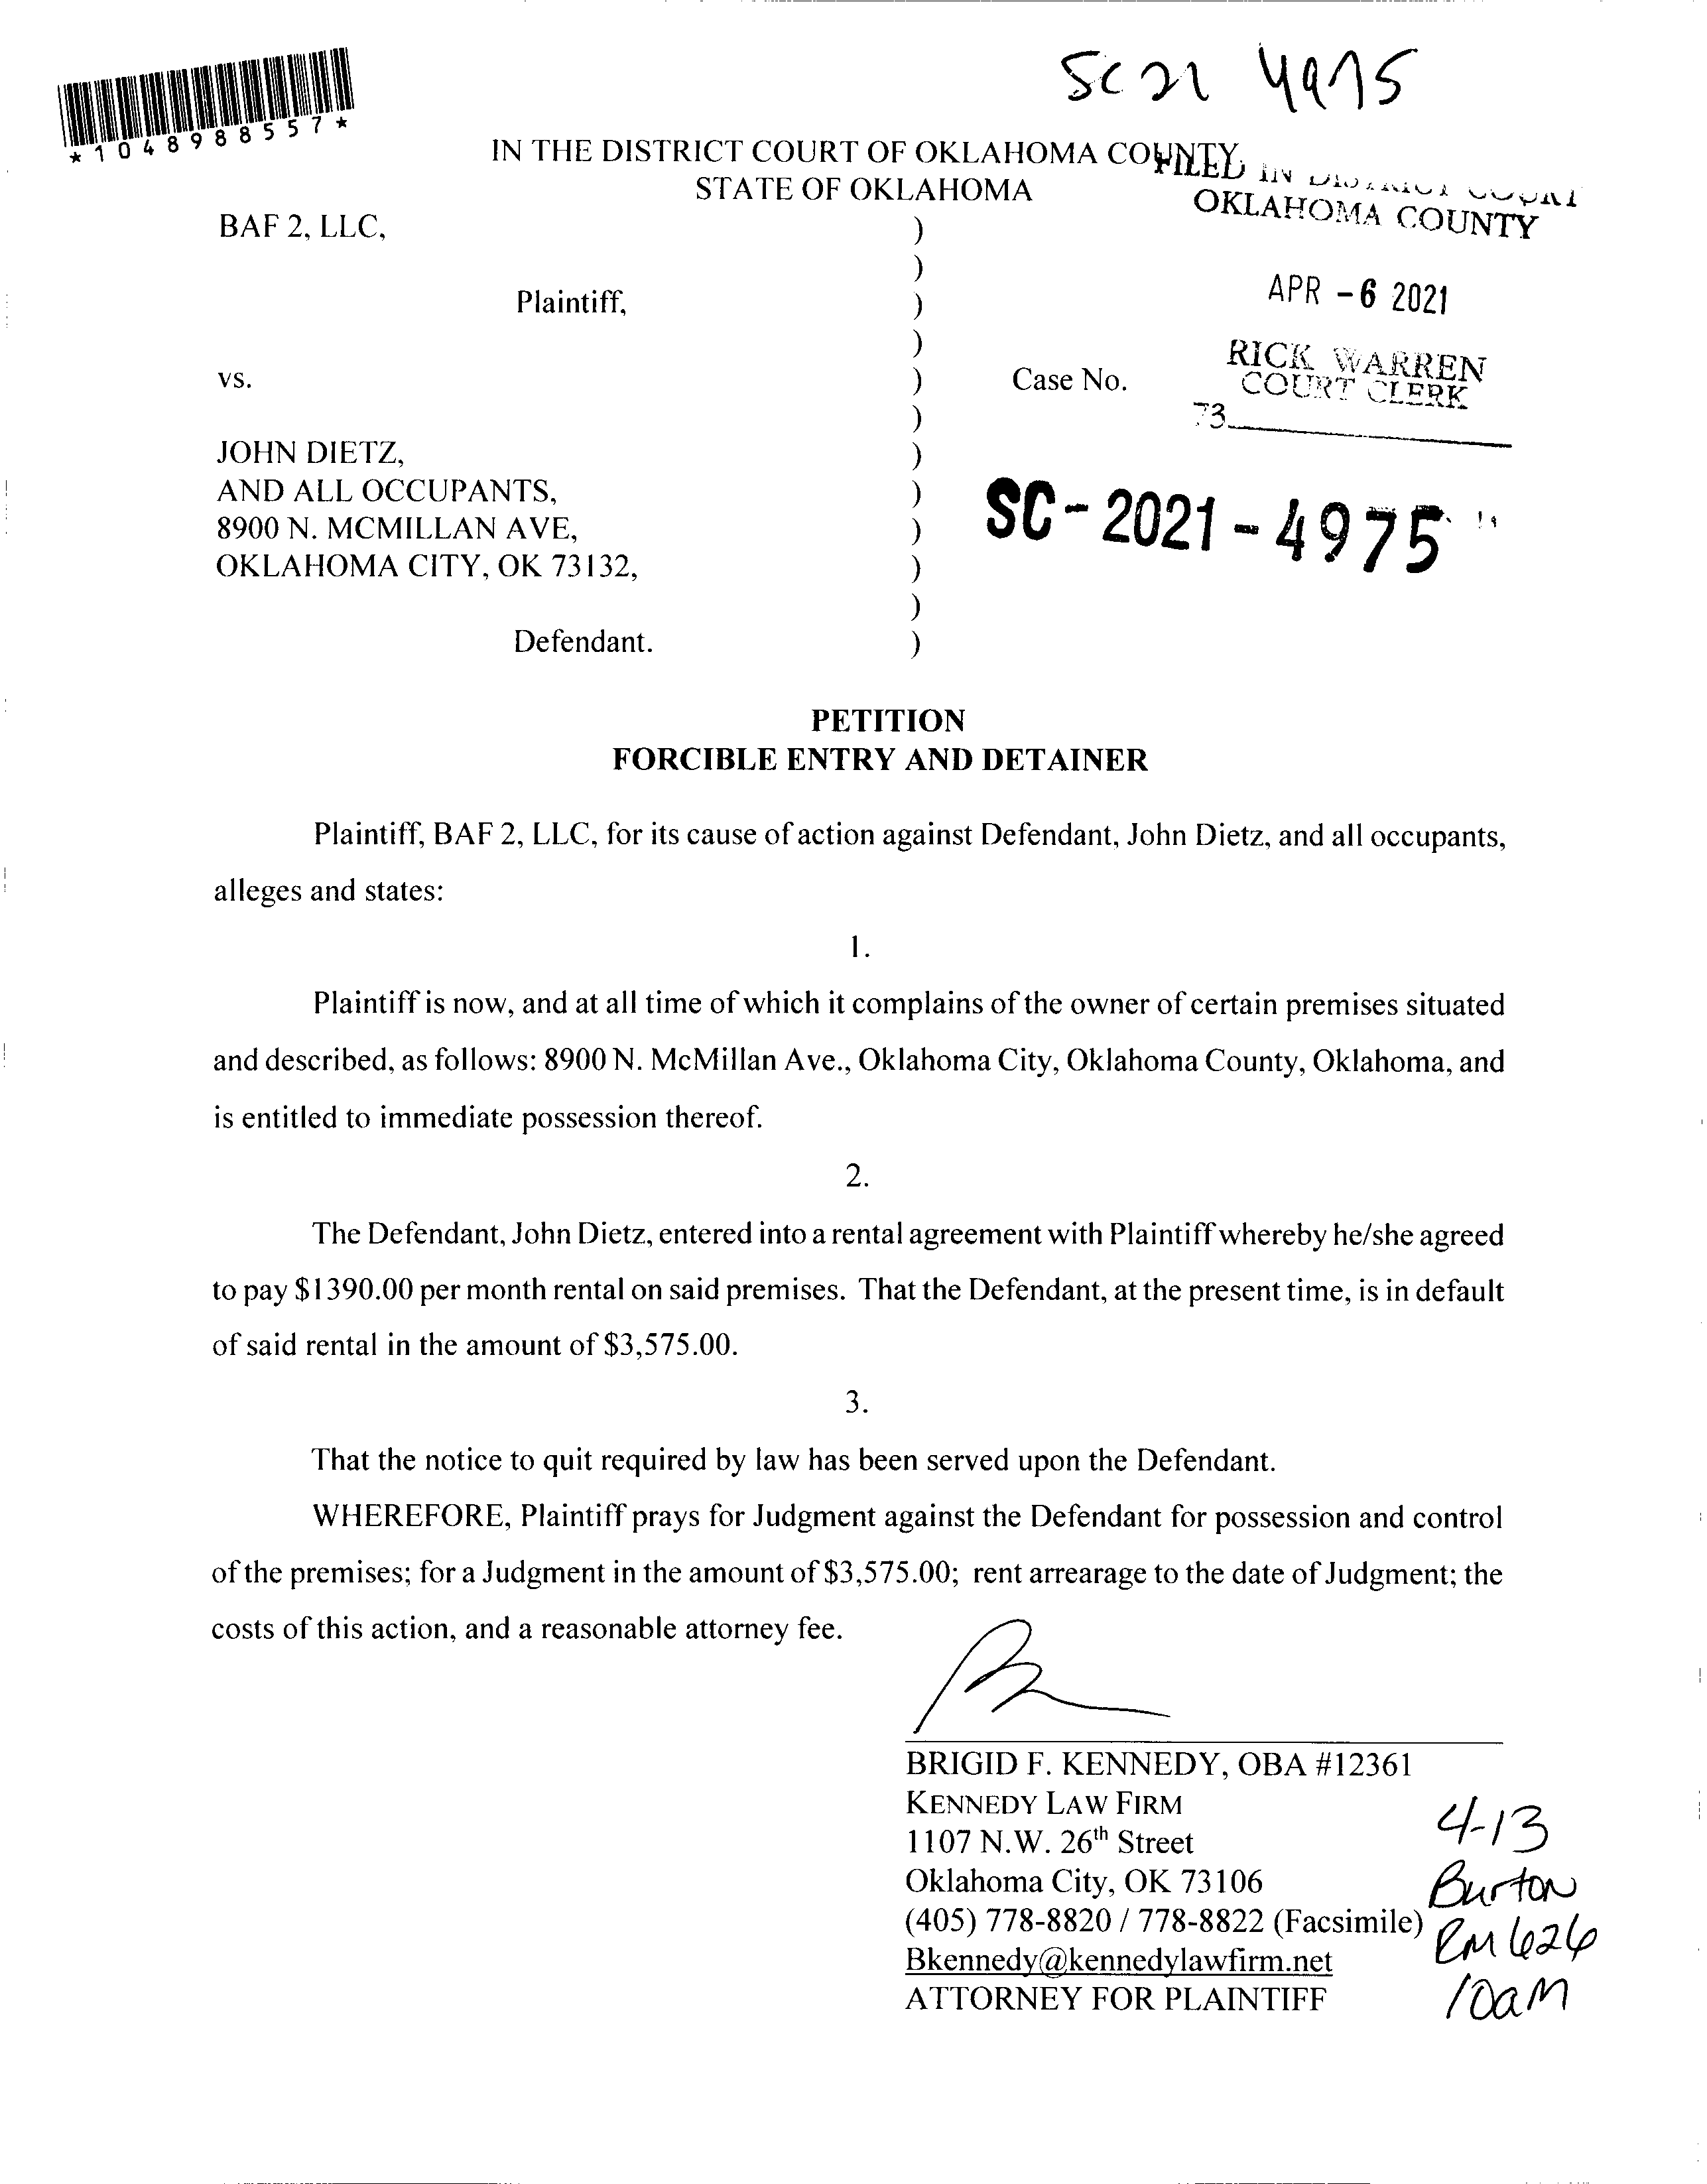 SC 21 4975
*1048988557*
IN THE DISTRICT COURT OF OKLAHOMA COUNTY,
STATE OF OKLAHOMA
FILED IN DISTRICT COURT
OKLAHOMA COUNTY
APR - 6 2021
RICK WARREN
COURT CLERK
73
BAF 2, LLC, )
)
Plaintiff, )
)
vs. ) Case No.
)
JOHN DIETZ, )
AND ALL OCCUPANTS, )
8900 N. MCMILLAN AVE, )
OKLAHOMA CITY, OK 73132, )
)
Defendant. )
SC - 2021 - 4975
PETITION
FORCIBLE ENTRY AND DETAINER
Plaintiff, BAF 2, LLC, for its cause of action against Defendant, John Dietz, and all occupants,
alleges and states:
1.
Plaintiff is now, and at all time of which it complains of the owner of certain premises situated
and described, as follows: 8900 N. McMillan Ave., Oklahoma City, Oklahoma County, Oklahoma, and
is entitled to immediate possession thereof.
2.
The Defendant, John Dietz, entered into a rental agreement with Plaintiff whereby he/she agreed
to pay $1390.00 per month rental on said premises. That the Defendant, at the present time, is in default
of said rental in the amount of $3,575.00.
3.
That the notice to quit required by law has been served upon the Defendant.
WHEREFORE, Plaintiff prays for Judgment against the Defendant for possession and control
of the premises; for a Judgment in the amount of $3,575.00; rent arrearage to the date of Judgment; the
costs of this action, and a reasonable attorney fee.
BRIGID F. KENNEDY, OBA #12361
KENNEDY LAW FIRM
1107 N.W. 26th Street
Oklahoma City, OK 73106
(405) 778-8820 / 778-8822 (Facsimile)
Bkennedy@kennedylawfirm.net
ATTORNEY FOR PLAINTIFF
4-13
Burton
RM 626
10am